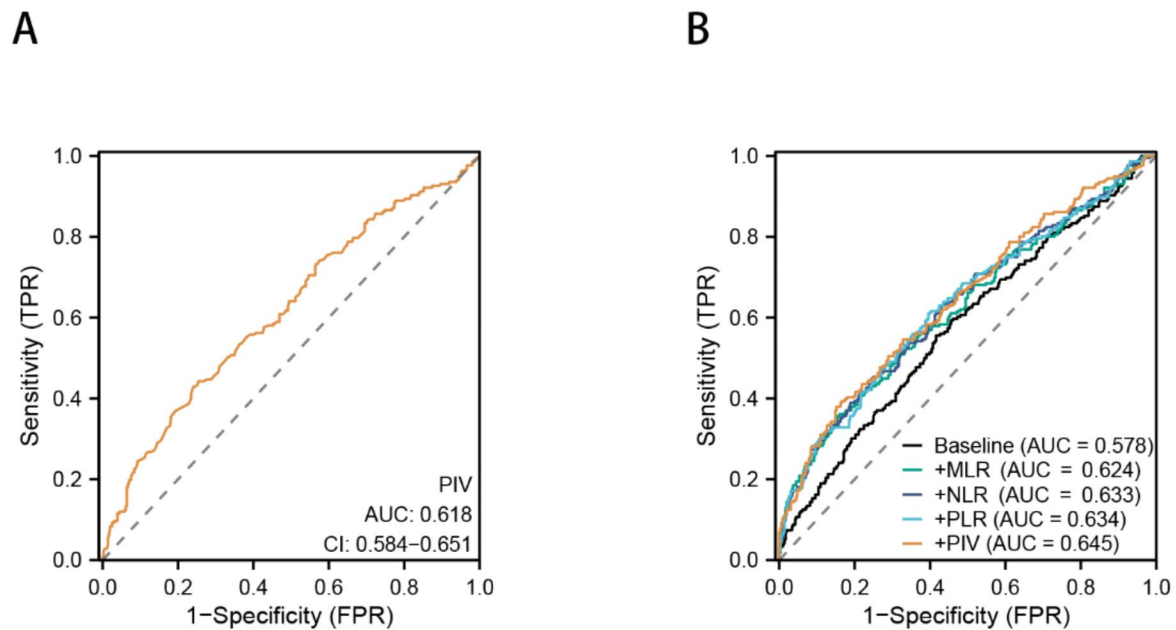 A
B
1.0
0.8
0.6
0.4
0.2
0.0
Sensitivity (TPR)
PIV
AUC: 0.618
CI: 0.584–0.651
0.0 0.2 0.4 0.6 0.8 1.0
1−Specificity (FPR)
1.0
0.8
0.6
0.4
0.2
0.0
Sensitivity (TPR)
Baseline (AUC = 0.578)
+MLR (AUC = 0.624)
+NLR (AUC = 0.633)
+PLR (AUC = 0.634)
+PIV (AUC = 0.645)
0.0 0.2 0.4 0.6 0.8 1.0
1−Specificity (FPR)